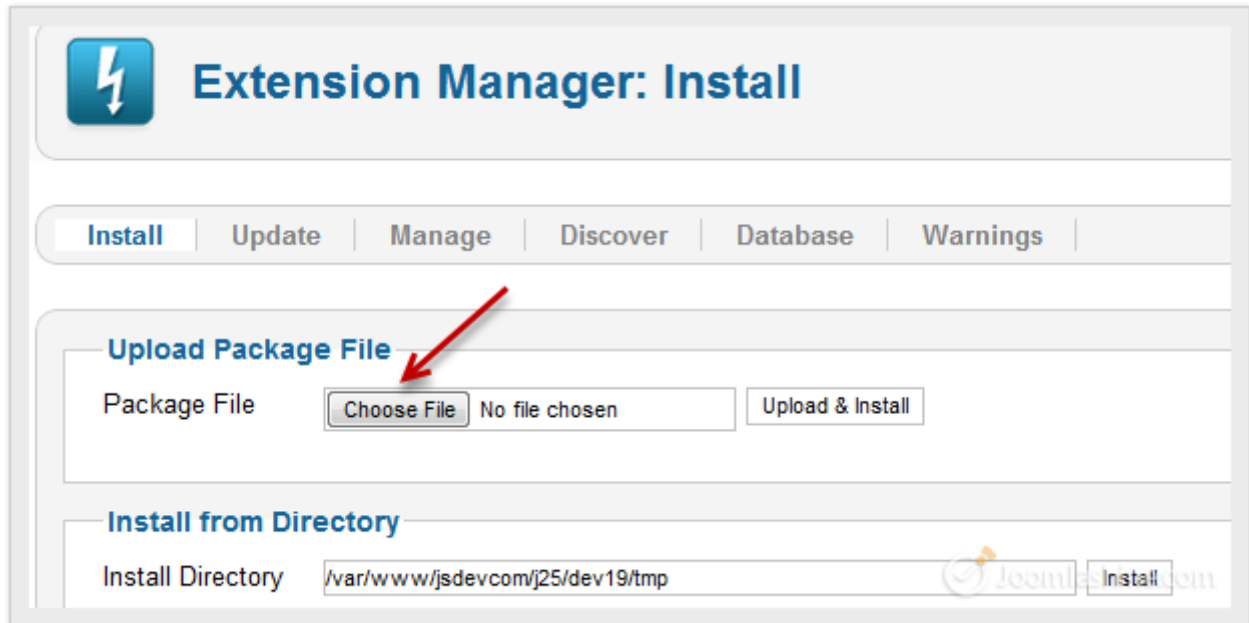 Extension Manager: Install
Install Update Manage Discover Database Warnings
Upload Package File
Package File Choose File No file chosen Upload & Install
Install from Directory
Install Directory /var/www/jsdevcom/j25/dev19/tmp Install